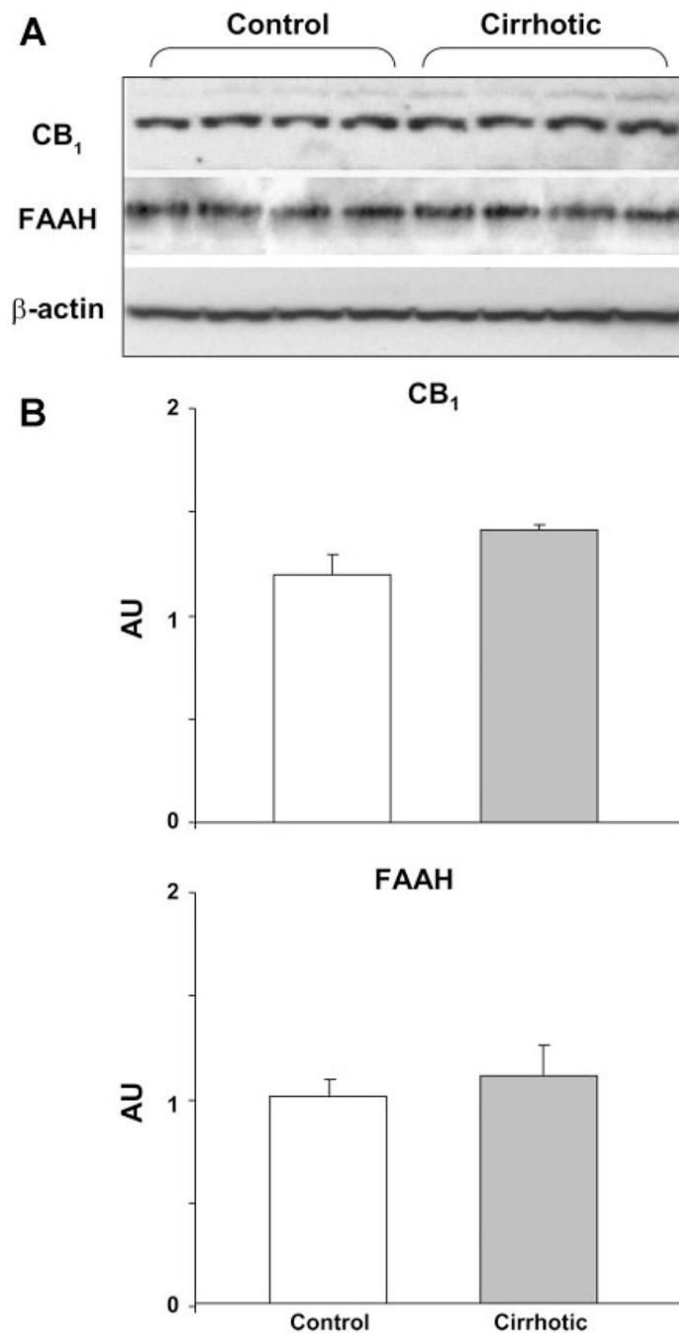 A
Control Cirrhotic
CB1
FAAH
β-actin
B
CB1
2
AU
1
0
FAAH
2
AU
1
0
Control Cirrhotic